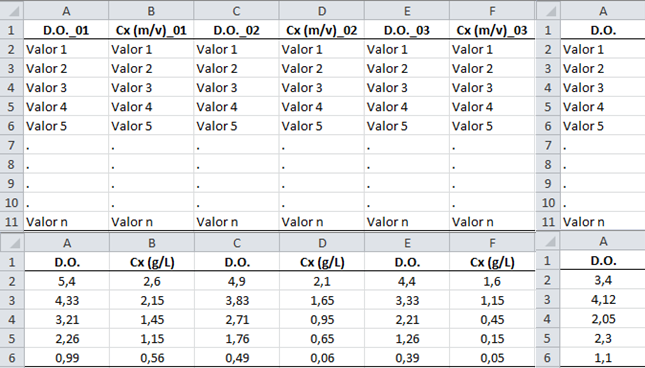 A B C D E F A
1 D.O._01 Cx (m/v)_01 D.O._02 Cx (m/v)_02 D.O._03 Cx (m/v)_03 1 D.O.
2 Valor 1 Valor 1 Valor 1 Valor 1 Valor 1 Valor 1 2 Valor 1
3 Valor 2 Valor 2 Valor 2 Valor 2 Valor 2 Valor 2 3 Valor 2
4 Valor 3 Valor 3 Valor 3 Valor 3 Valor 3 Valor 3 4 Valor 3
5 Valor 4 Valor 4 Valor 4 Valor 4 Valor 4 Valor 4 5 Valor 4
6 Valor 5 Valor 5 Valor 5 Valor 5 Valor 5 Valor 5 6 Valor 5
7 . . . . . . 7 .
8 . . . . . . 8 .
9 . . . . . . 9 .
10 . . . . . . 10 .
11 Valor n Valor n Valor n Valor n Valor n Valor n 11 Valor n
A B C D E F A
1 D.O. Cx (g/L) D.O. Cx (g/L) D.O. Cx (g/L) 1 D.O.
2 5,4 2,6 4,9 2,1 4,4 1,6 2 3,4
3 4,33 2,15 3,83 1,65 3,33 1,15 3 4,12
4 3,21 1,45 2,71 0,95 2,21 0,45 4 2,05
5 2,26 1,15 1,76 0,65 1,26 0,15 5 2,3
6 0,99 0,56 0,49 0,06 0,39 0,05 6 1,1